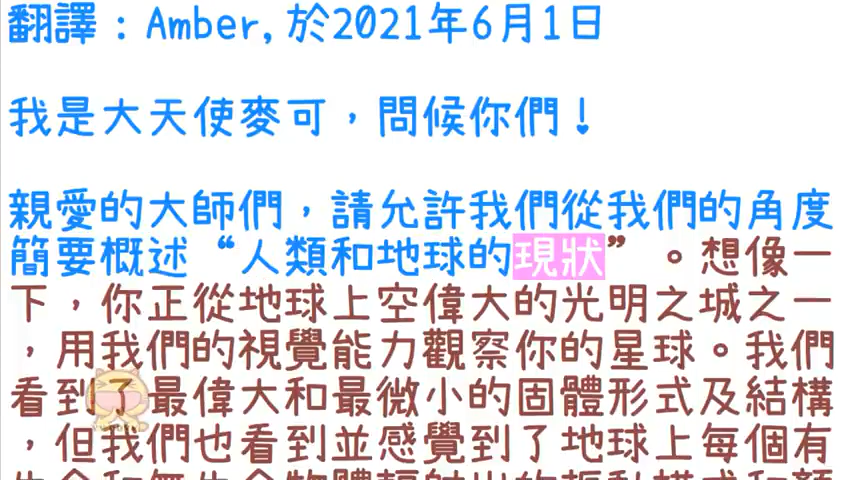 翻譯：Amber,於2021年6月1日
我是大天使麥可，問候你們！
親愛的大師們，請允許我們從我們的角度
簡要概述“人類和地球的現狀”。想像一
下，你正從地球上空偉大的光明之城之一
，用我們的視覺能力觀察你的星球。我們
看到了最偉大和最微小的固體形式及結構
，但我們也看到並感覺到了地球上每個有